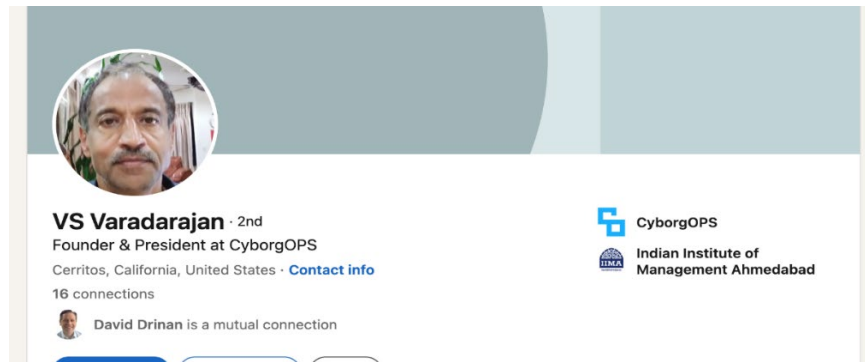 VS Varadarajan · 2nd
Founder & President at CyborgOPS
Cerritos, California, United States · Contact info
16 connections
David Drinan is a mutual connection
CyborgOPS
IIMA
Indian Institute of
Management Ahmedabad